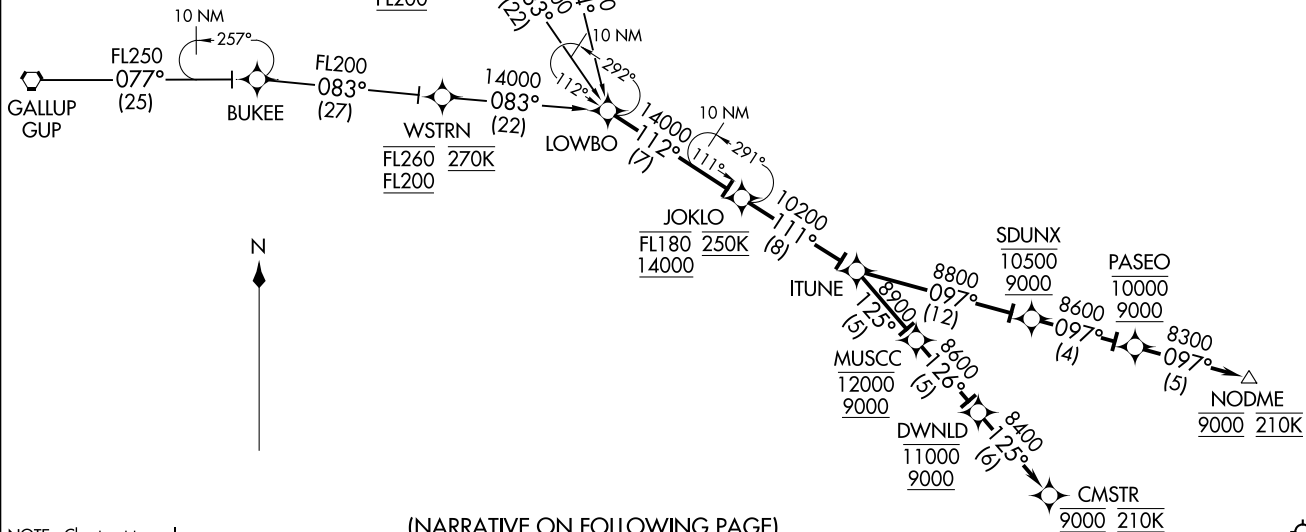 FL200
10 NM
257°
FL250
077°
(25)
GALLUP
GUP
BUKEE
FL200
083°
(27)
WSTRN
FL260 270K
FL200
14000
083°
(22)
(22)
10 NM
292°
112°
LOWBO
14000
112°
(7)
10 NM
291°
111°
JOKLO
FL180 250K
14000
10200
111°
(8)
ITUNE
8800
097°
(12)
SDUNX
10500
9000
8600
097°
(4)
PASEO
10000
9000
8300
097°
(5)
NODME
9000 210K
8900
125°
(5)
MUSCC
12000
9000
8600
126°
(5)
DWNLD
11000
9000
8400
125°
(6)
CMSTR
9000 210K
N
(NARRATIVE ON FOLLOWING PAGE)